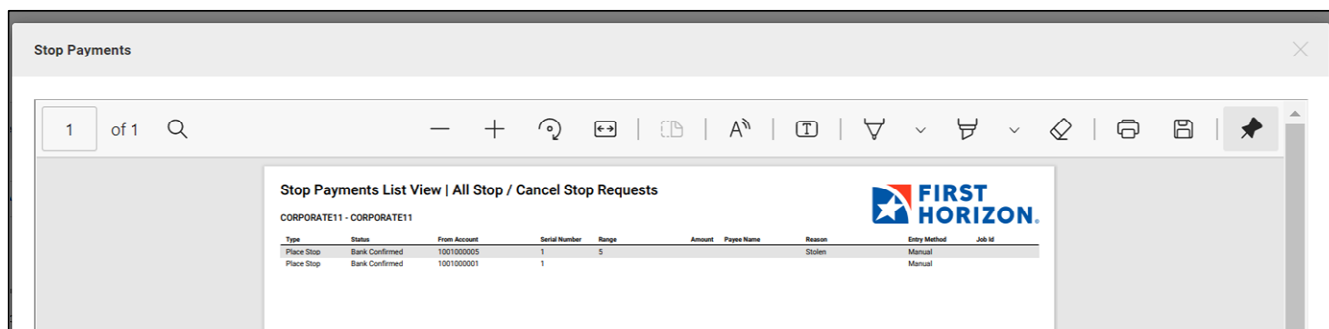 Stop Payments
1 of 1
Stop Payments List View | All Stop / Cancel Stop Requests
FIRST
HORIZON.
CORPORATE11 - CORPORATE11
Type Status From Account Serial Number Range Amount Payee Name Reason Entry Method Job Id
Place Stop Bank Confirmed 1001000005 1 5 Stolen Manual
Place Stop Bank Confirmed 1001000001 1 Manual